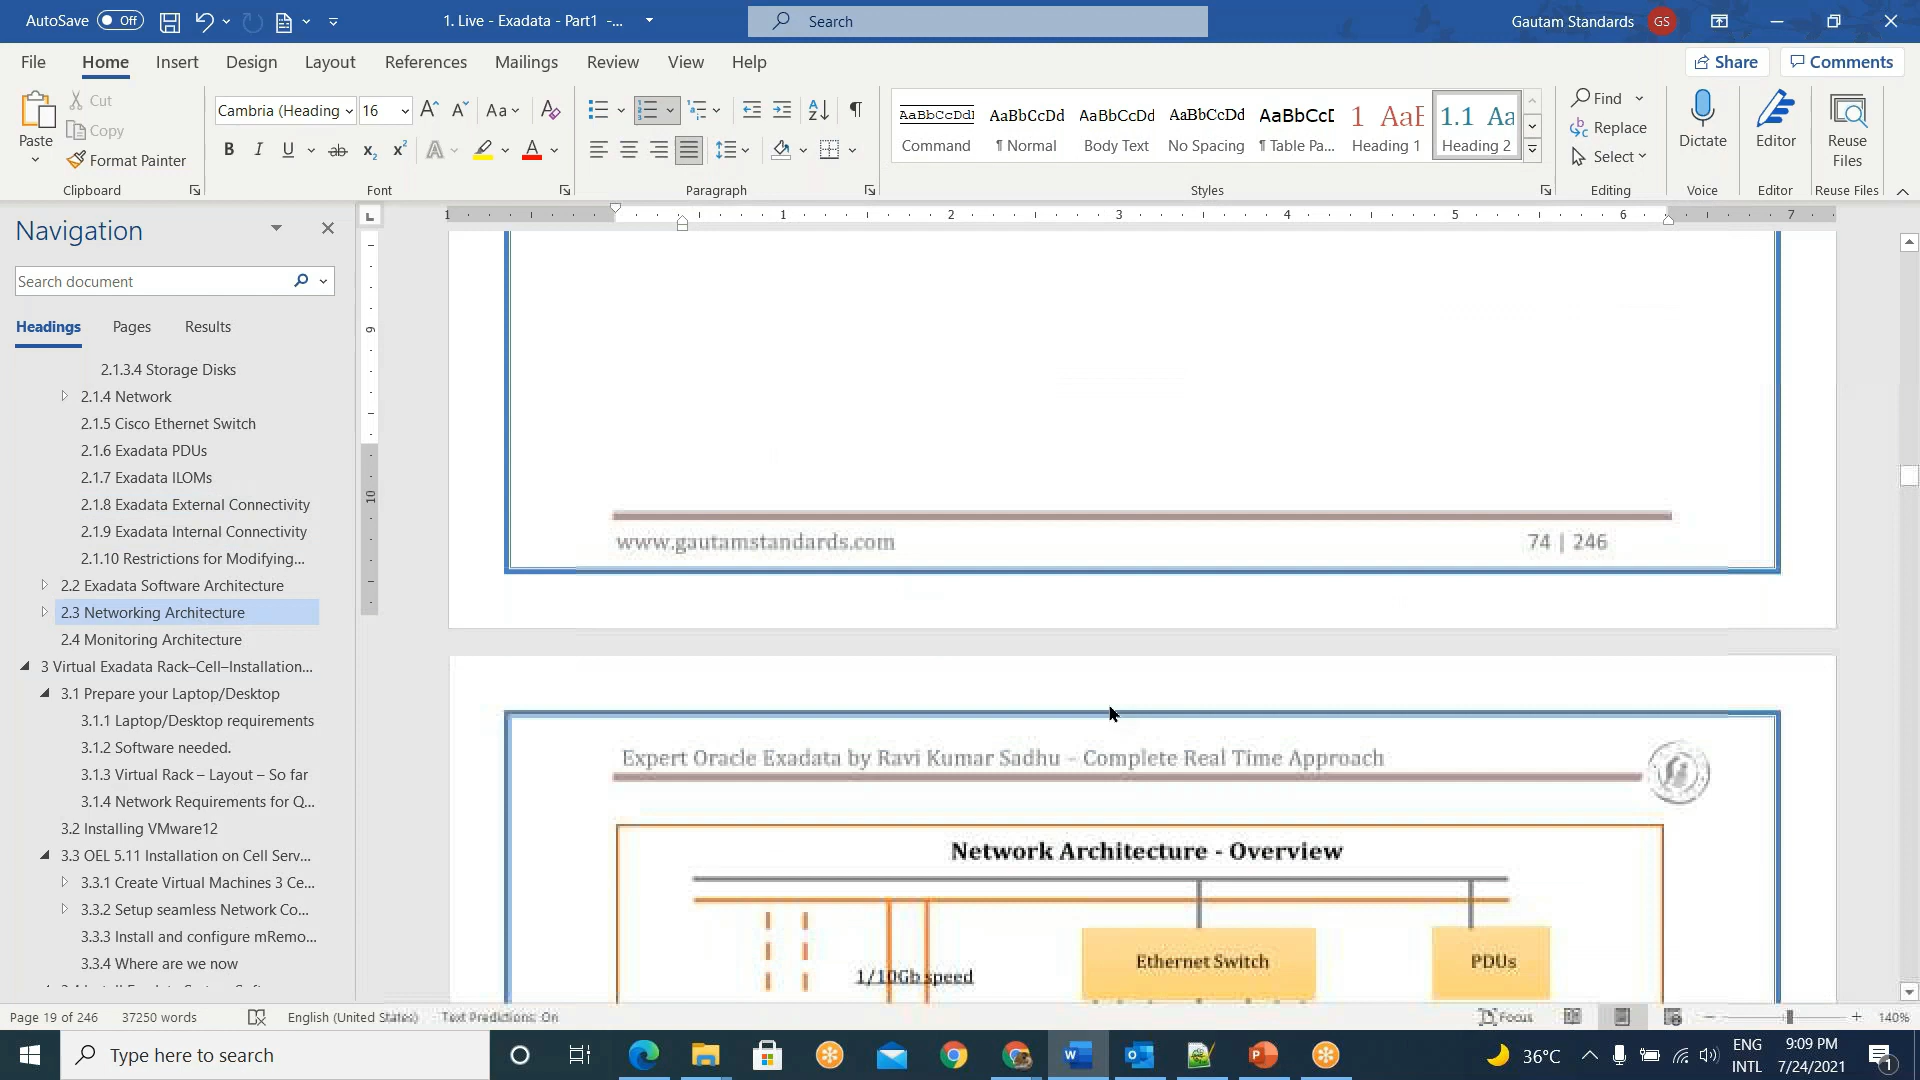 AutoSave Off
1. Live - Exadata - Part1 -...
Search
Gautam Standards GS
File Home Insert Design Layout References Mailings Review View Help
Share Comments
Paste
Cut
Copy
Format Painter
Clipboard
Cambria (Heading 16
Font
Paragraph
AaBbCcDdI AaBbCcDd AaBbCcDd AaBbCcDd AaBbCcD 1 AaB 1.1 Aa
Command ¶ Normal Body Text No Spacing ¶ Table Pa... Heading 1 Heading 2
Styles
Find
Replace
Select
Editing
Dictate
Voice
Editor
Editor
Reuse Files
Reuse Files
Navigation
Search document
Headings Pages Results
2.1.3.4 Storage Disks
2.1.4 Network
2.1.5 Cisco Ethernet Switch
2.1.6 Exadata PDUs
2.1.7 Exadata ILOMs
2.1.8 Exadata External Connectivity
2.1.9 Exadata Internal Connectivity
2.1.10 Restrictions for Modifying...
2.2 Exadata Software Architecture
2.3 Networking Architecture
2.4 Monitoring Architecture
3 Virtual Exadata Rack–Cell–Installation...
3.1 Prepare your Laptop/Desktop
3.1.1 Laptop/Desktop requirements
3.1.2 Software needed.
3.1.3 Virtual Rack – Layout – So far
3.1.4 Network Requirements for Q...
3.2 Installing VMware12
3.3 OEL 5.11 Installation on Cell Serv...
3.3.1 Create Virtual Machines 3 Ce...
3.3.2 Setup seamless Network Co...
3.3.3 Install and configure mRemo...
3.3.4 Where are we now
1 1 2 3 4 5 6 7
9
10
www.gautamstandards.com 74 | 246
Expert Oracle Exadata by Ravi Kumar Sadhu – Complete Real Time Approach
Network Architecture - Overview
Ethernet Switch
PDUs
1/10Gb speed
Page 19 of 246 37250 words English (United States) Text Predictions: On
Focus 140%
Type here to search
36°C
ENG
INTL
9:09 PM
7/24/2021
1